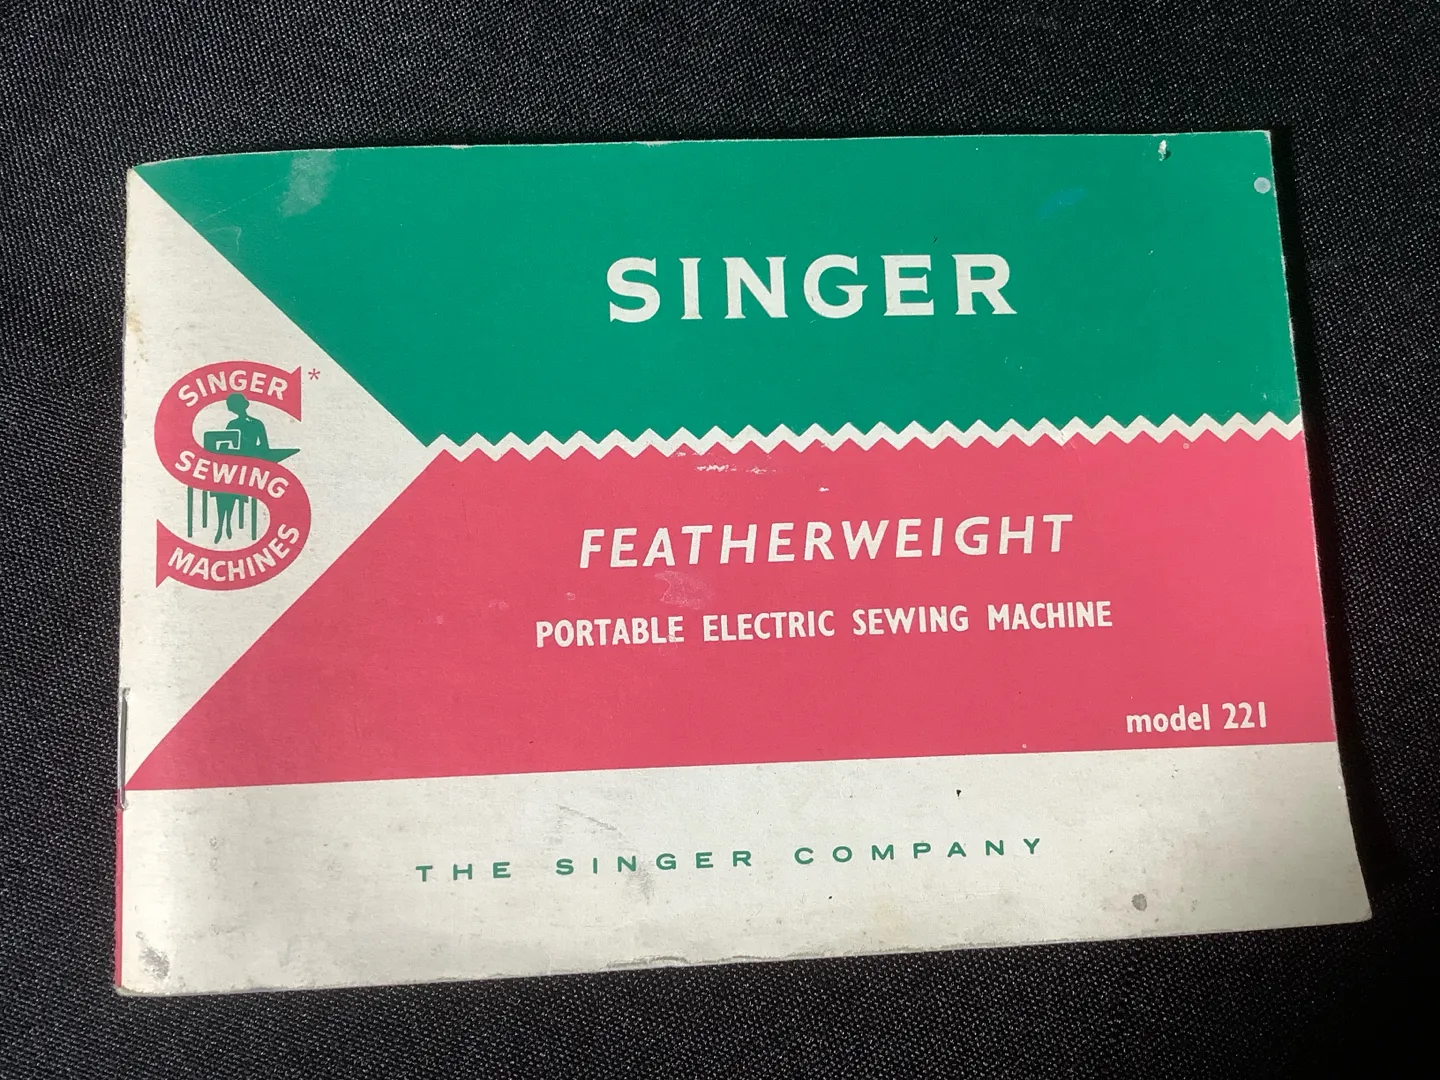 SINGER
SINGER*
SEWING
MACHINES
FEATHERWEIGHT
PORTABLE ELECTRIC SEWING MACHINE
model 221
THE SINGER COMPANY